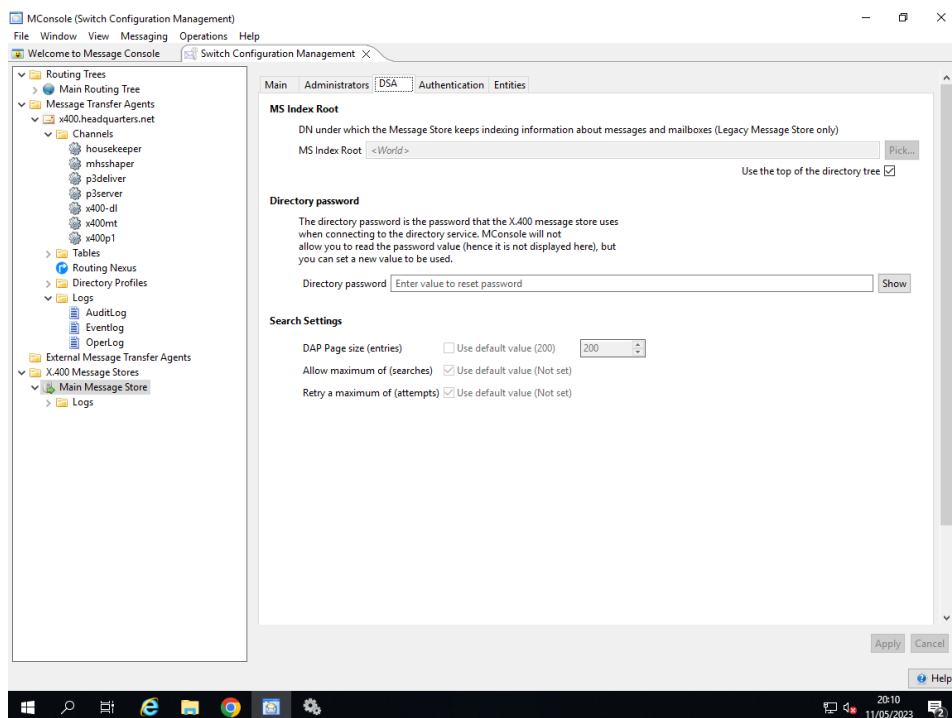 MConsole (Switch Configuration Management)
File Window View Messaging Operations Help
Welcome to Message Console
Switch Configuration Management
Routing Trees
Main Routing Tree
Message Transfer Agents
x400.headquarters.net
Channels
housekeeper
mhsshaper
p3deliver
p3server
x400-dl
x400mt
x400p1
Tables
Routing Nexus
Directory Profiles
Logs
AuditLog
Eventlog
OperLog
External Message Transfer Agents
X.400 Message Stores
Main Message Store
Logs
Main Administrators DSA Authentication Entities
MS Index Root
DN under which the Message Store keeps indexing information about messages and mailboxes (Legacy Message Store only)
MS Index Root <World> Pick...
Use the top of the directory tree
Directory password
The directory password is the password that the X.400 message store uses
when connecting to the directory service. MConsole will not
allow you to read the password value (hence it is not displayed here), but
you can set a new value to be used.
Directory password Enter value to reset password Show
Search Settings
DAP Page size (entries) Use default value (200) 200
Allow maximum of (searches) Use default value (Not set)
Retry a maximum of (attempts) Use default value (Not set)
Apply Cancel
Help
20:10
11/05/2023
2